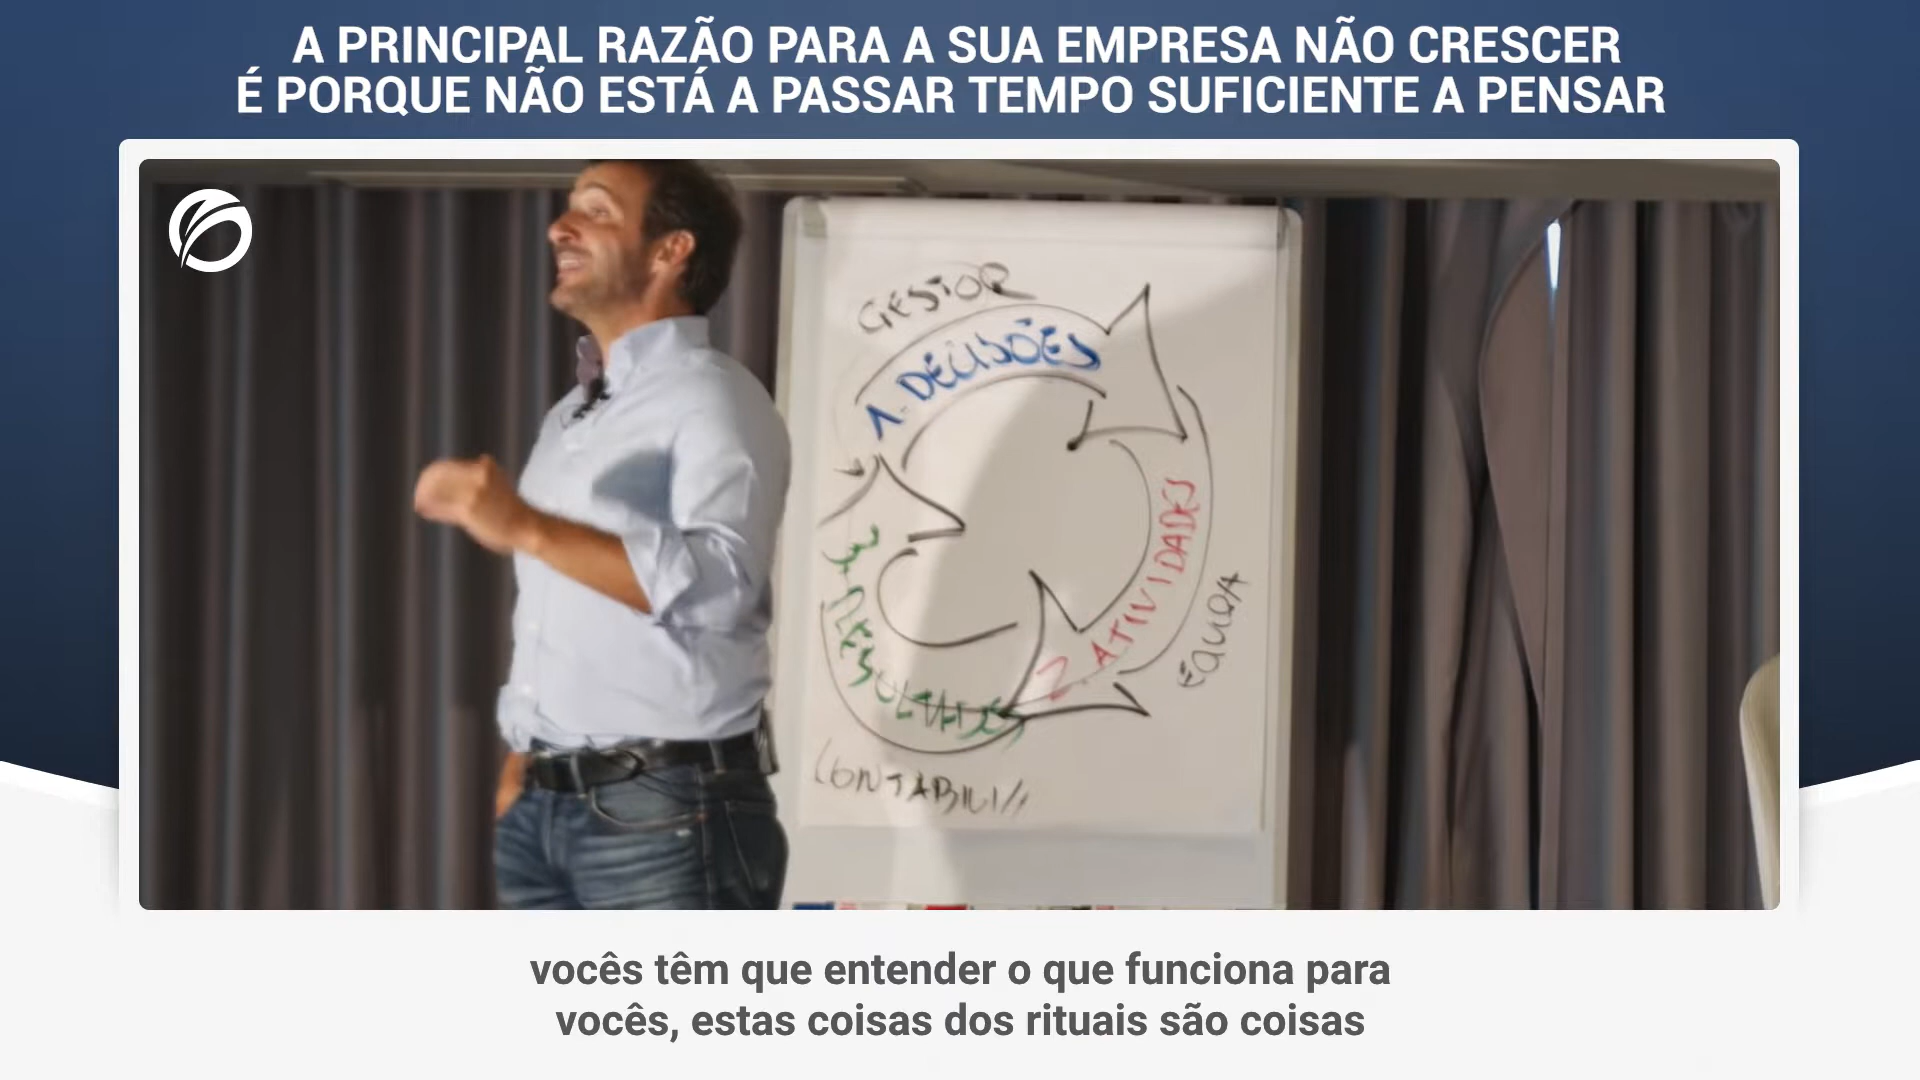 A PRINCIPAL RAZÃO PARA A SUA EMPRESA NÃO CRESCER
É PORQUE NÃO ESTÁ A PASSAR TEMPO SUFICIENTE A PENSAR
GESTOR
1. DECISÕES
2. ATIVIDADES
EQUIPA
3. RESULTADOS
CONTABILI//
vocês têm que entender o que funciona para
vocês, estas coisas dos rituais são coisas